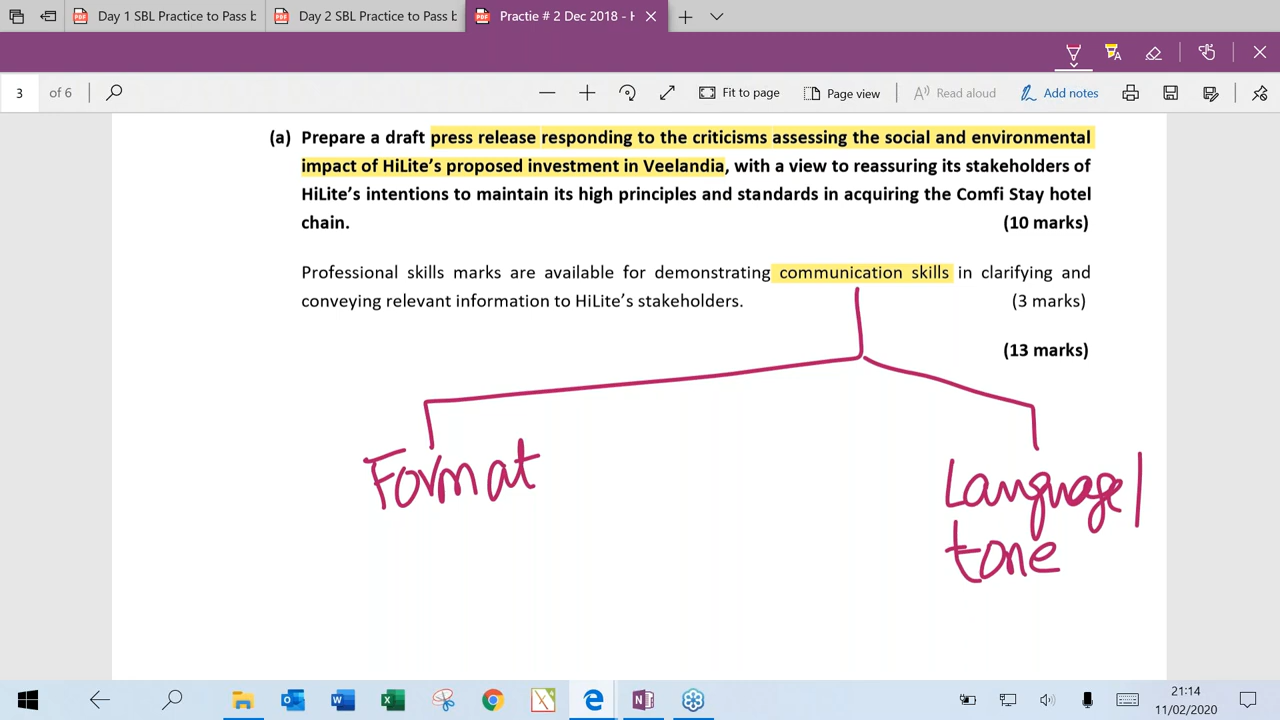 Day 1 SBL Practice to Pass b
Day 2 SBL Practice to Pass b
Practie # 2 Dec 2018 - H
3 of 6
Fit to page
Page view
Read aloud
Add notes
(a) Prepare a draft press release responding to the criticisms assessing the social and environmental
impact of HiLite's proposed investment in Veelandia, with a view to reassuring its stakeholders of
HiLite's intentions to maintain its high principles and standards in acquiring the Comfi Stay hotel
chain. (10 marks)
Professional skills marks are available for demonstrating communication skills in clarifying and
conveying relevant information to HiLite's stakeholders. (3 marks)
(13 marks)
Format
Language/
tone
21:14
11/02/2020